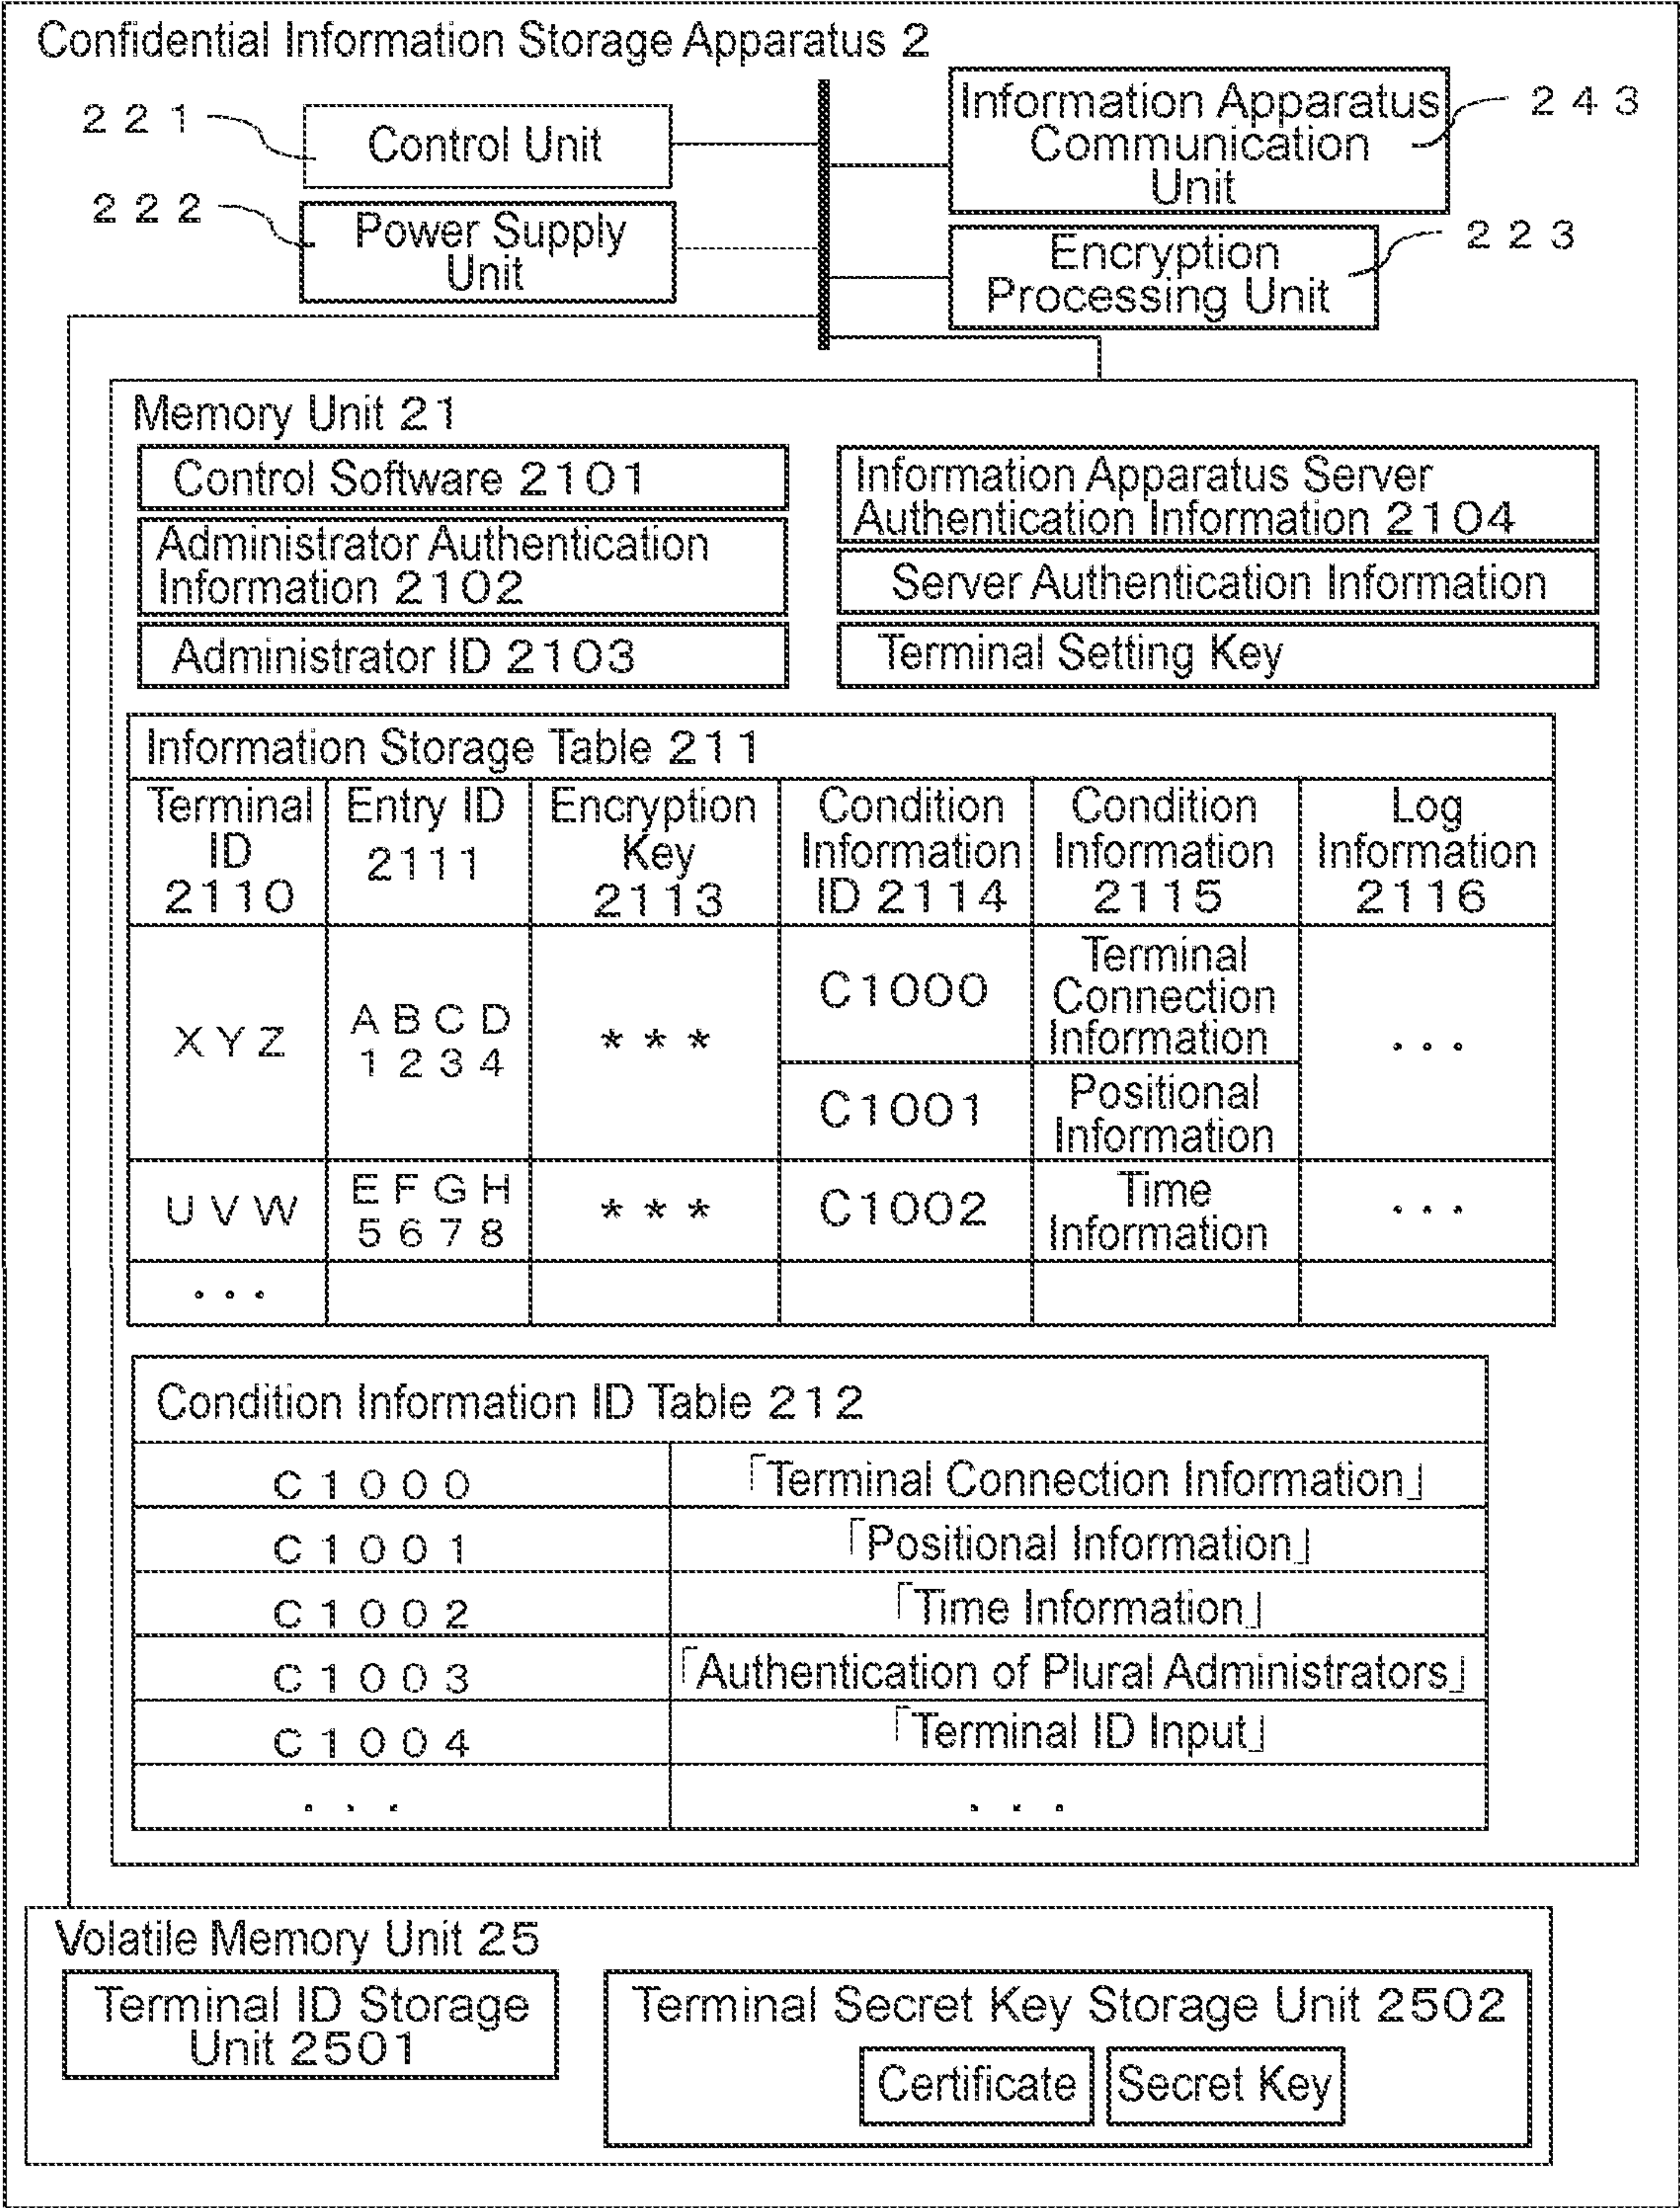 Confidential Information Storage Apparatus 2
221
Control Unit
222
Power Supply
Unit
Information Apparatus
Communication
Unit
243
Encryption
Processing Unit
223
Memory Unit 21
Control Software 2101
Administrator Authentication
Information 2102
Administrator ID 2103
Information Apparatus Server
Authentication Information 2104
Server Authentication Information
Terminal Setting Key
Information Storage Table 211
Terminal
ID
2110
Entry ID
2111
Encryption
Key
2113
Condition
Information
ID 2114
Condition
Information
2115
Log
Information
2116
XYZ
ABCD
1234
***
C1000
Terminal
Connection
Information
C1001
Positional
Information
...
UVW
EFGH
5678
***
C1002
Time
Information
...
...
Condition Information ID Table 212
C1000
「Terminal Connection Information」
C1001
「Positional Information」
C1002
「Time Information」
C1003
「Authentication of Plural Administrators」
C1004
「Terminal ID Input」
...
...
Volatile Memory Unit 25
Terminal ID Storage
Unit 2501
Terminal Secret Key Storage Unit 2502
Certificate
Secret Key